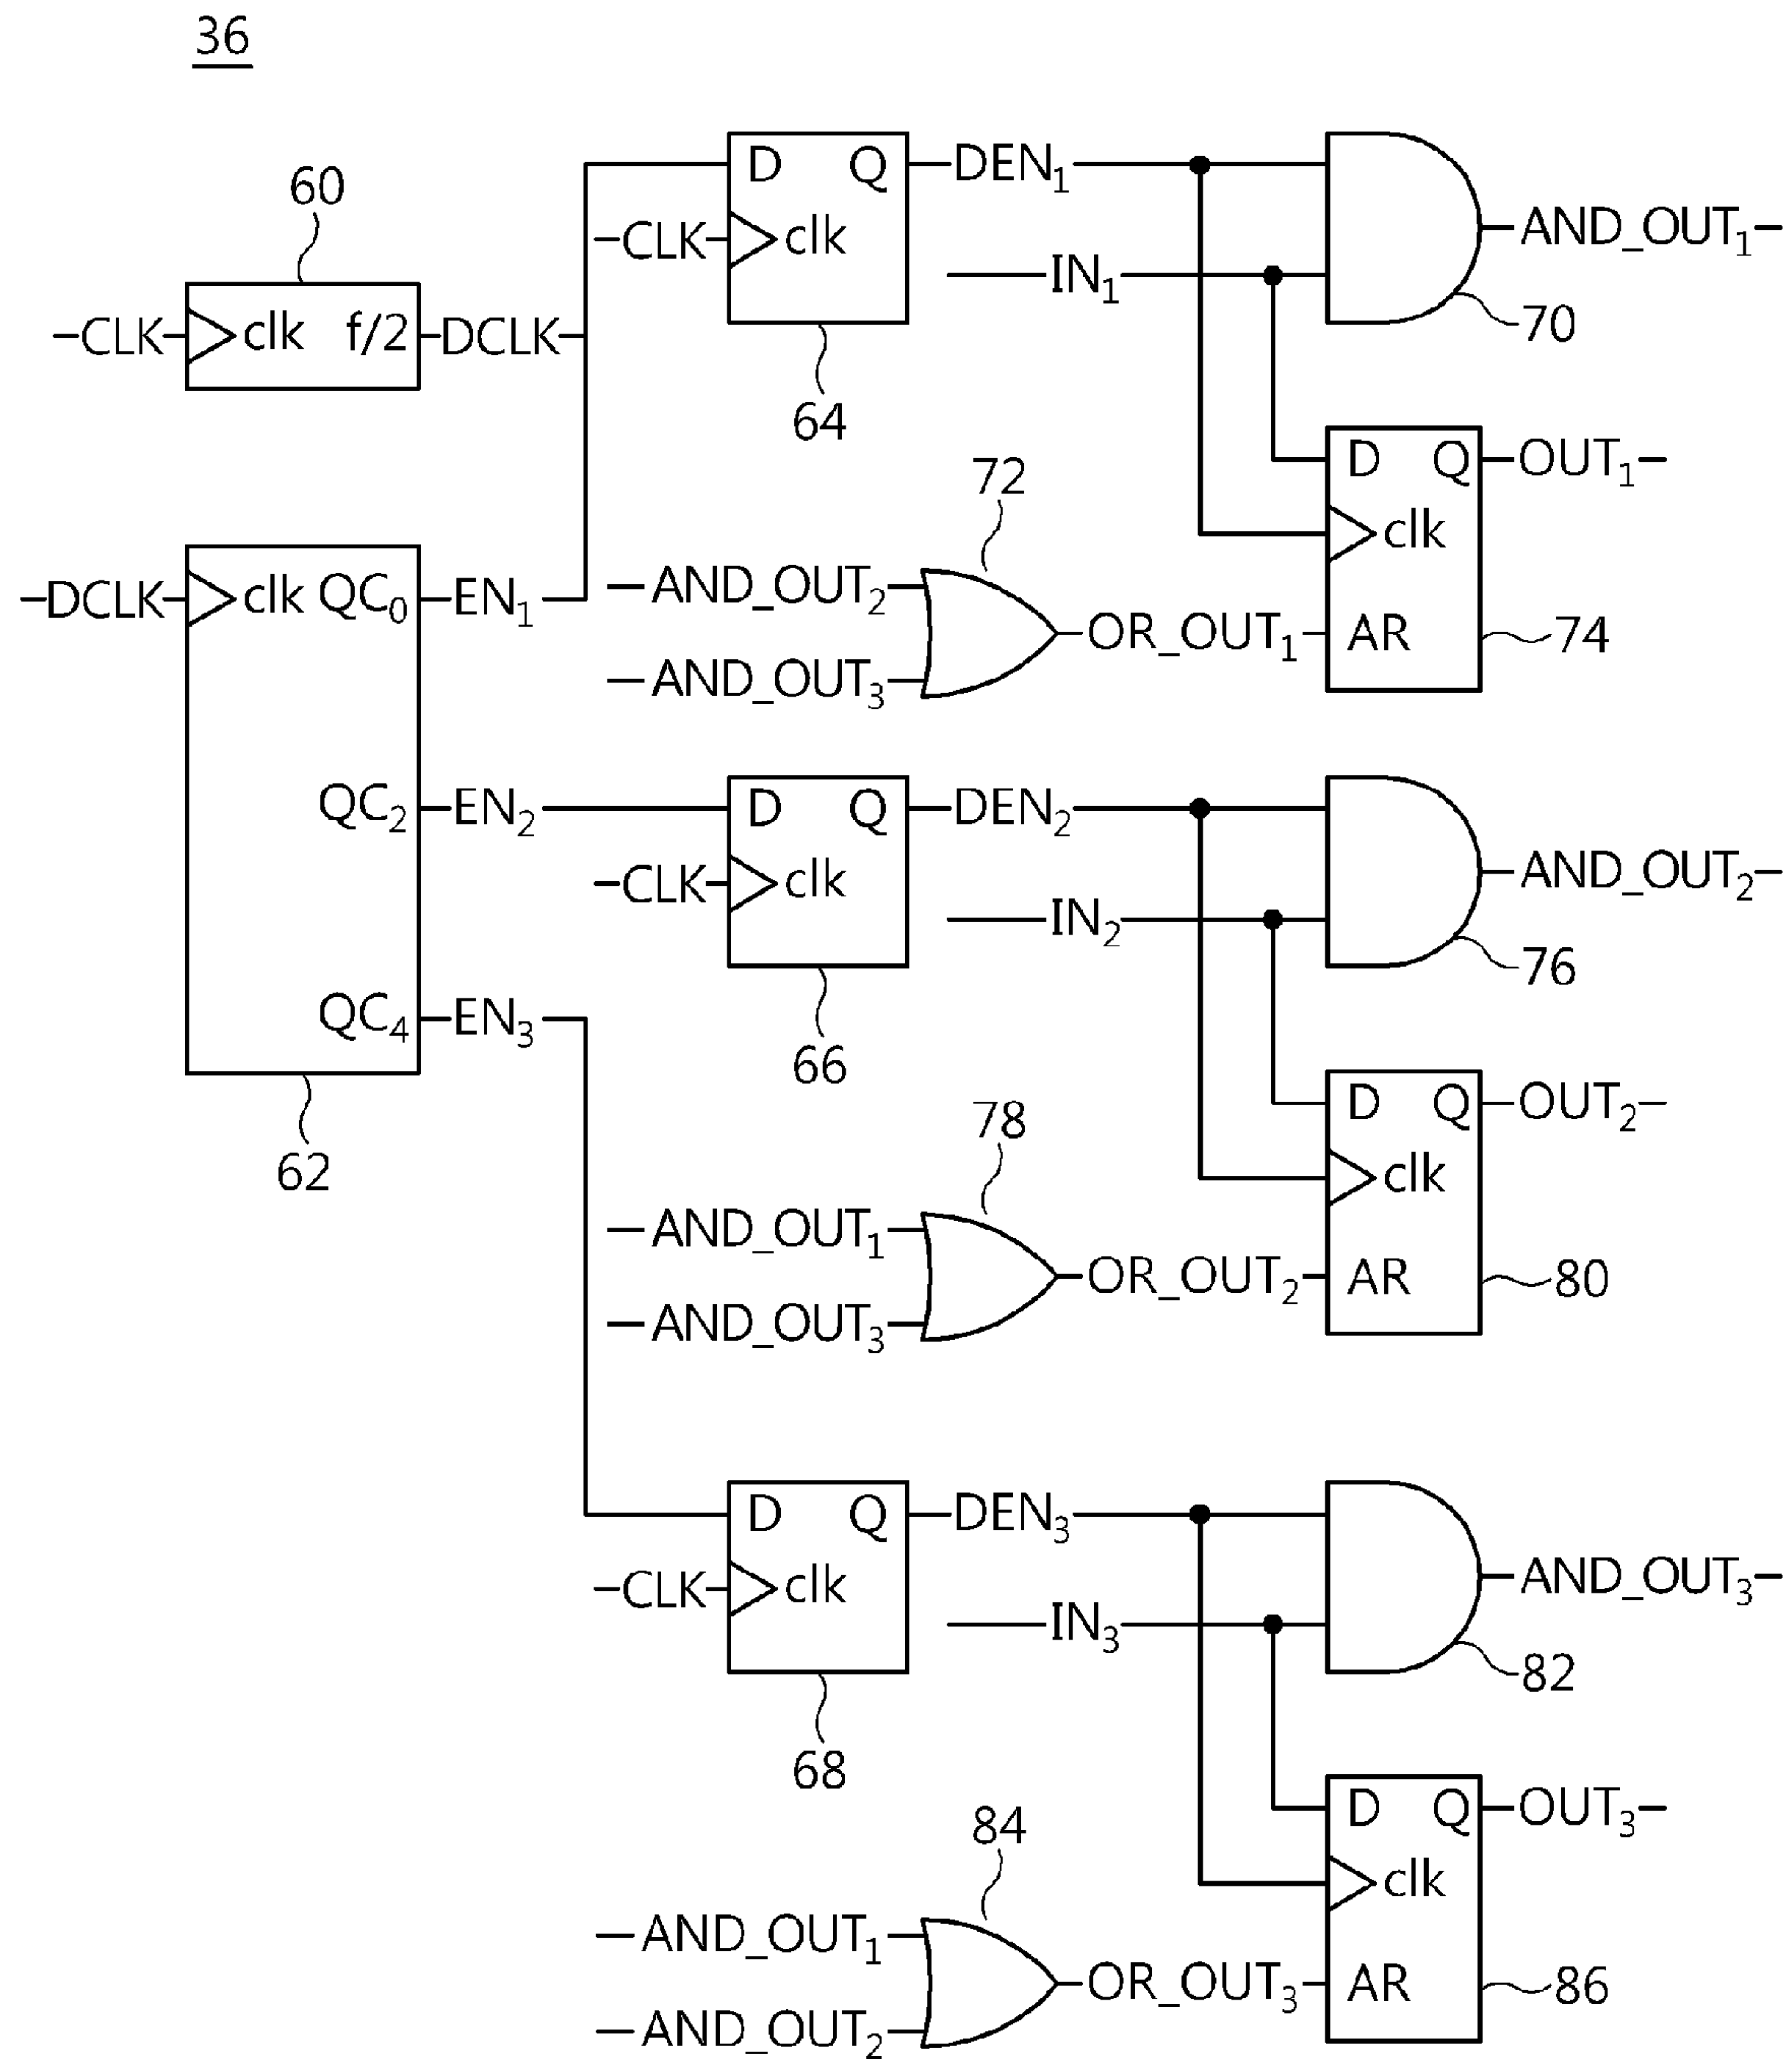 36
60
-CLK- clk f/2 -DCLK-
D Q -DEN1
-CLK- clk
IN1
64
AND_OUT1-
70
D Q -OUT1-
clk
AR
74
72
-AND_OUT2-
-AND_OUT3-
-OR_OUT1-
-DCLK- clk QC0 -EN1
QC2 -EN2
QC4 -EN3
62
D Q -DEN2
-CLK- clk
IN2
66
-AND_OUT2-
76
D Q -OUT2-
clk
AR
80
78
-AND_OUT1-
-AND_OUT3-
-OR_OUT2-
D Q -DEN3
-CLK- clk
IN3
68
-AND_OUT3-
82
D Q -OUT3-
clk
AR
86
84
-AND_OUT1-
-AND_OUT2-
-OR_OUT3-